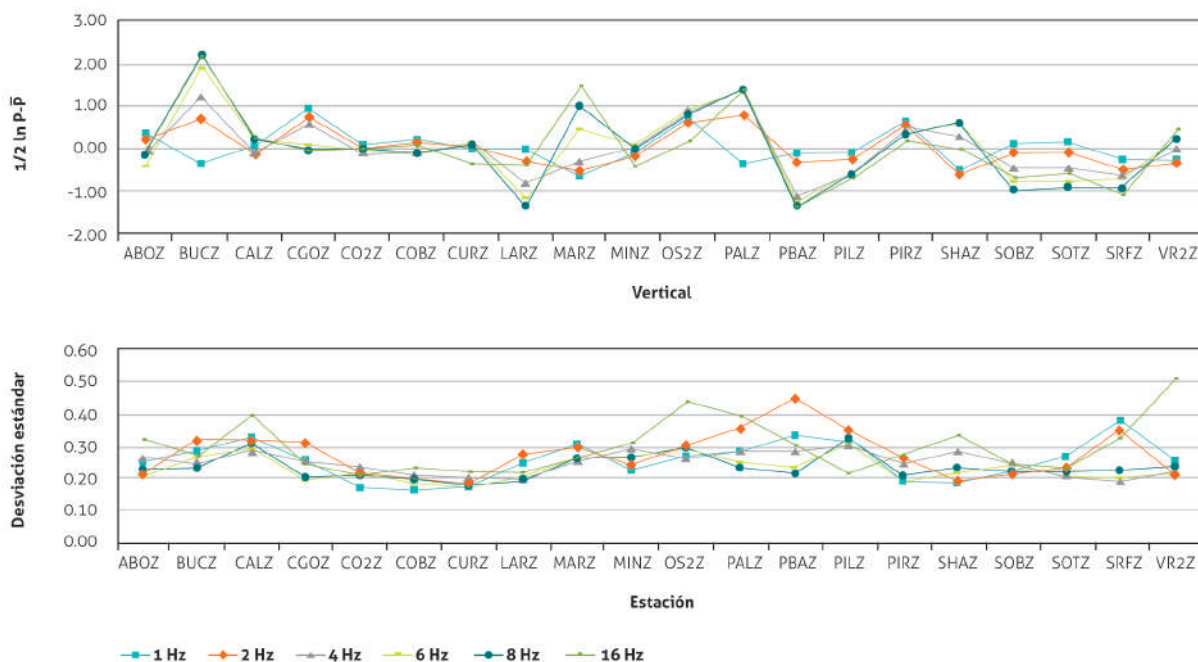 3.00
2.00
1.00
0.00
-1.00
-2.00
1/2 ln P-P̅
ABOZ BUCZ CALZ CGOZ CO2Z COBZ CURZ LARZ MARZ MINZ OS2Z PALZ PBAZ PILZ PIRZ SHAZ SOBZ SOTZ SRFZ VR2Z
Vertical
0.60
0.50
0.40
0.30
0.20
0.10
0.00
Desviación estándar
ABOZ BUCZ CALZ CGOZ CO2Z COBZ CURZ LARZ MARZ MINZ OS2Z PALZ PBAZ PILZ PIRZ SHAZ SOBZ SOTZ SRFZ VR2Z
Estación
1 Hz 2 Hz 4 Hz 6 Hz 8 Hz 16 Hz